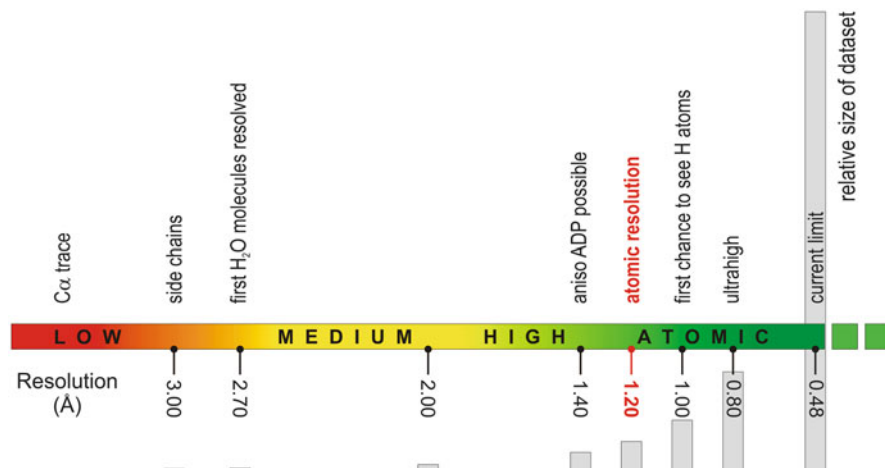 Cα trace
side chains
first H₂O molecules resolved
aniso ADP possible
atomic resolution
first chance to see H atoms
ultrahigh
current limit
relative size of dataset
LOW MEDIUM HIGH ATOMIC
Resolution
(Å)
3.00
2.70
2.00
1.40
1.20
1.00
0.80
0.48